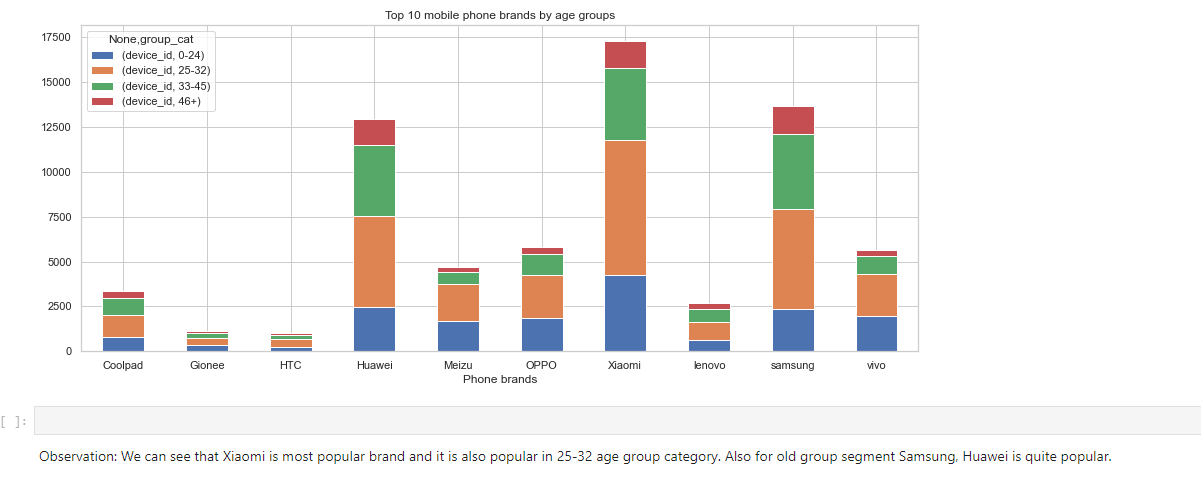 Top 10 mobile phone brands by age groups
None,group_cat
(device_id, 0-24)
(device_id, 25-32)
(device_id, 33-45)
(device_id, 46+)
17500
15000
12500
10000
7500
5000
2500
0
Coolpad Gionee HTC Huawei Meizu OPPO Xiaomi lenovo samsung vivo
Phone brands
[ ]:
Observation: We can see that Xiaomi is most popular brand and it is also popular in 25-32 age group category. Also for old group segment Samsung, Huawei is quite popular.